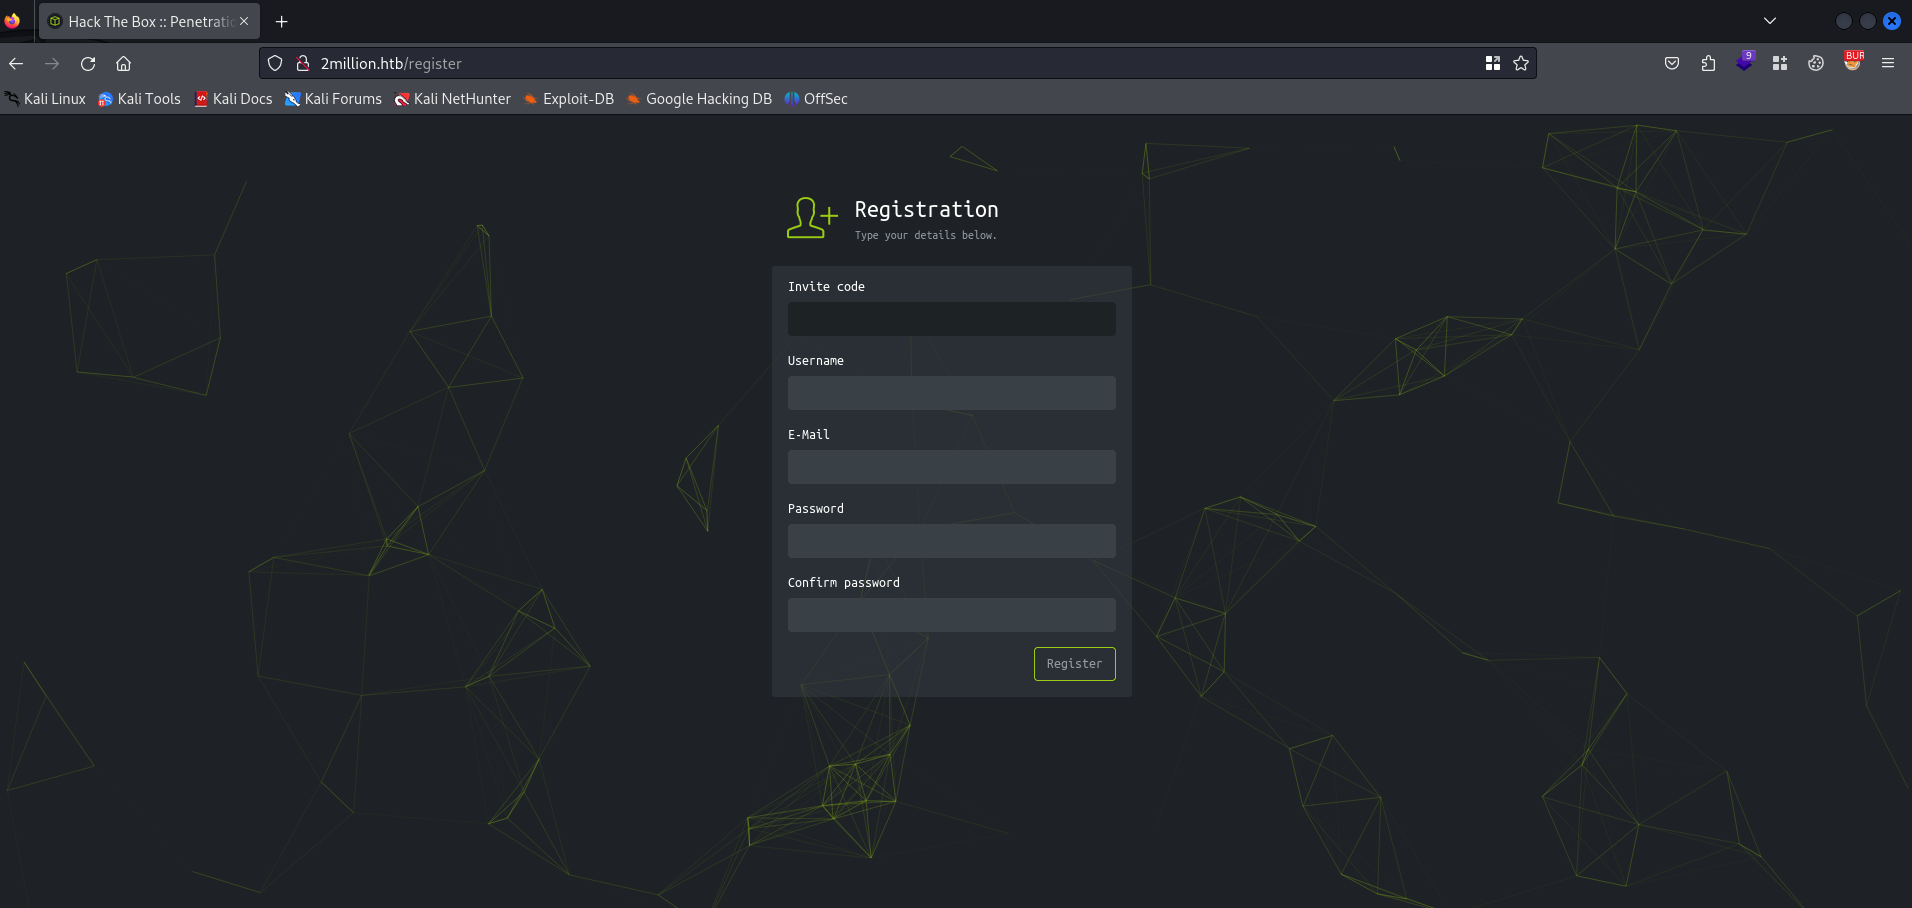 Hack The Box :: Penetratio
2million.htb/register
9
BUR
Kali Linux
Kali Tools
Kali Docs
Kali Forums
Kali NetHunter
Exploit-DB
Google Hacking DB
OffSec
Registration
Type your details below.
Invite code
Username
E-Mail
Password
Confirm password
Register